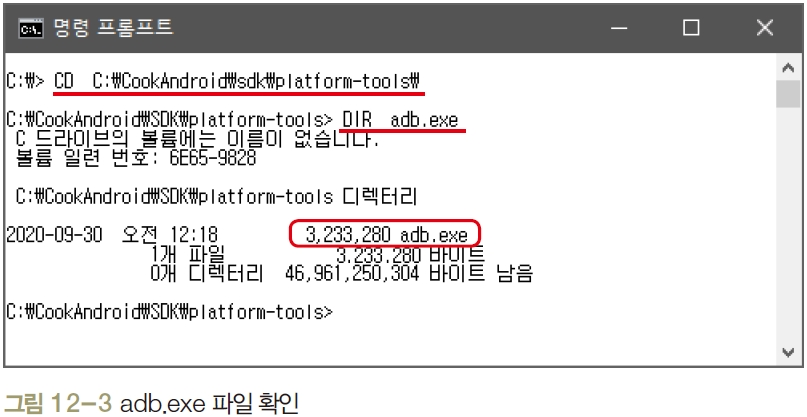 명령 프롬프트
C:₩> CD C:₩CookAndroid₩sdk₩platform-tools₩
C:₩CookAndroid₩SDK₩platform-tools> DIR adb.exe
C 드라이브의 볼륨에는 이름이 없습니다.
볼륨 일련 번호: 6E65-9828
C:₩CookAndroid₩SDK₩platform-tools 디렉터리
2020-09-30 오전 12:18 3,233,280 adb.exe
1개 파일 3,233,280 바이트
0개 디렉터리 46,961,250,304 바이트 남음
C:₩CookAndroid₩SDK₩platform-tools>
그림 12-3 adb.exe 파일 확인